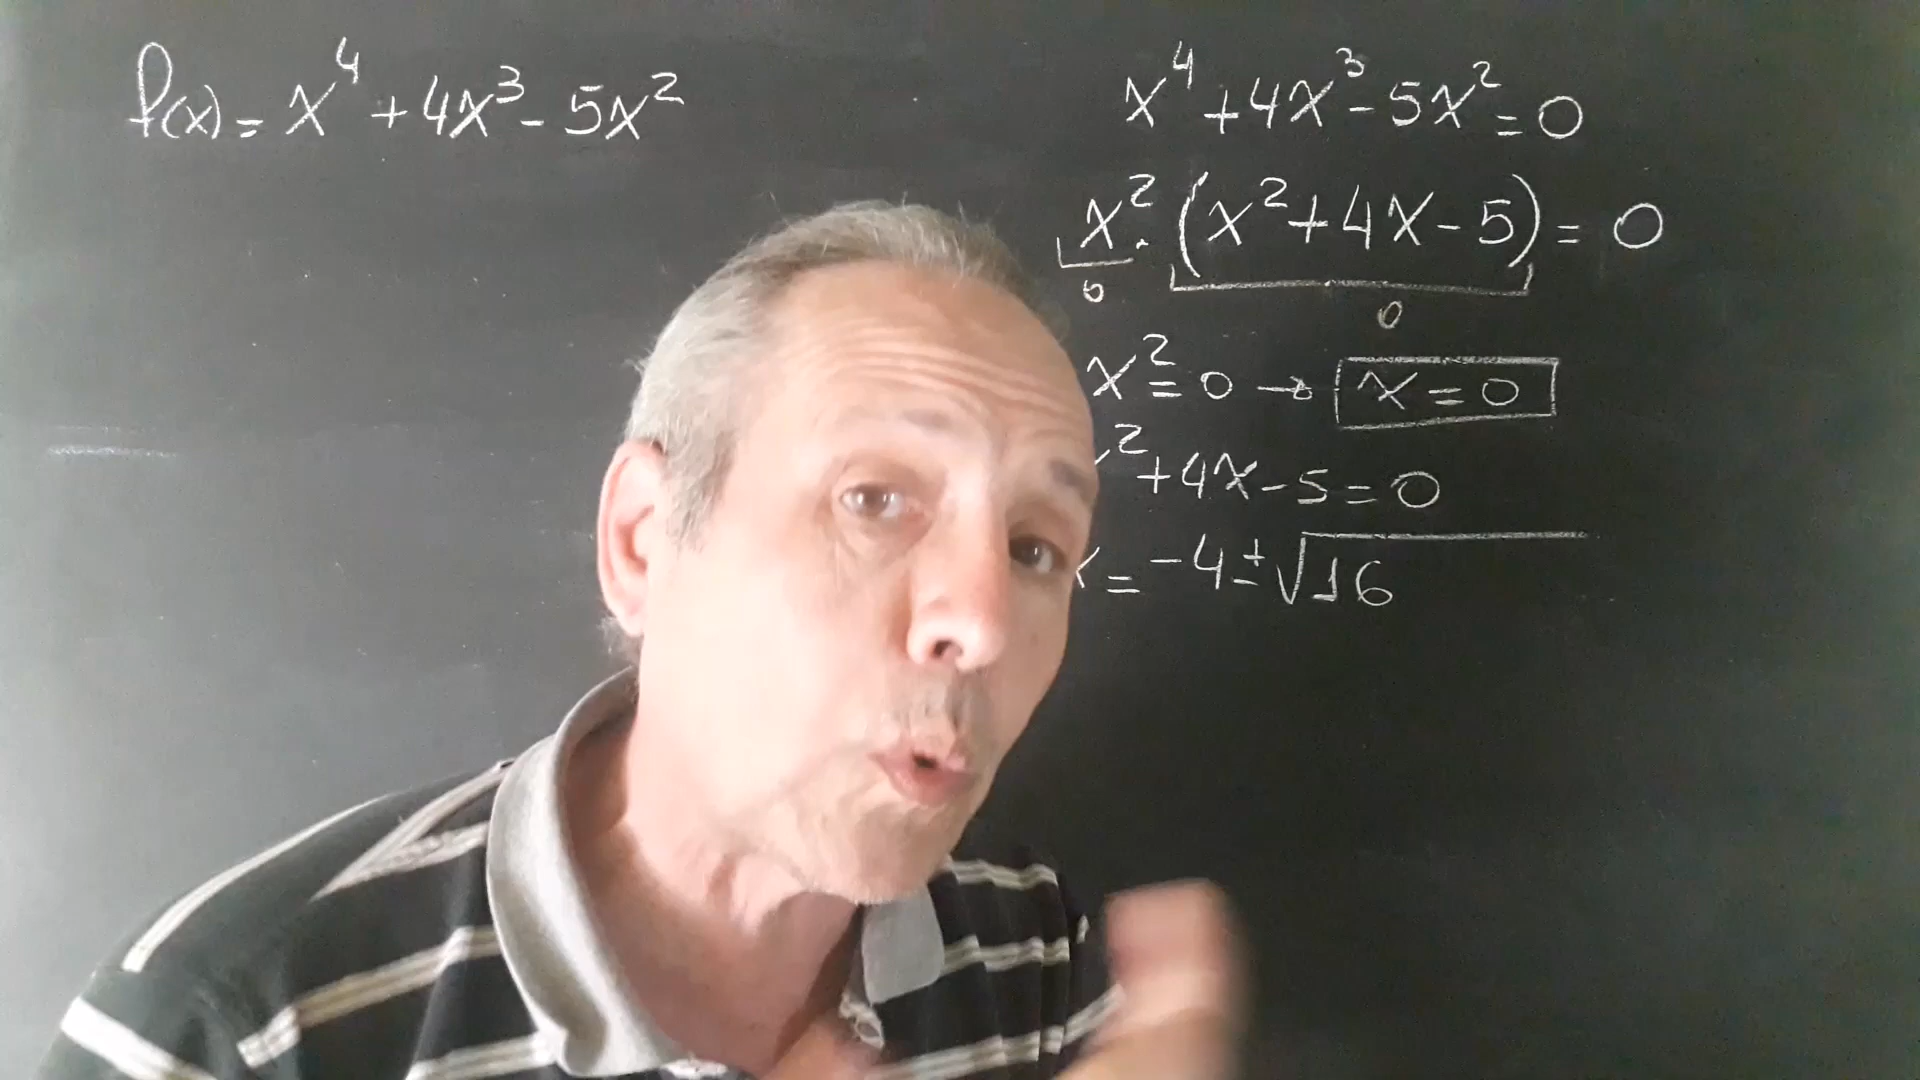 f(x) = x⁴ + 4x³ - 5x²
x⁴ + 4x³ - 5x² = 0
x² · (x² + 4x - 5) = 0
0 0
x² = 0 → x = 0
² + 4x - 5 = 0
= -4 ± √16